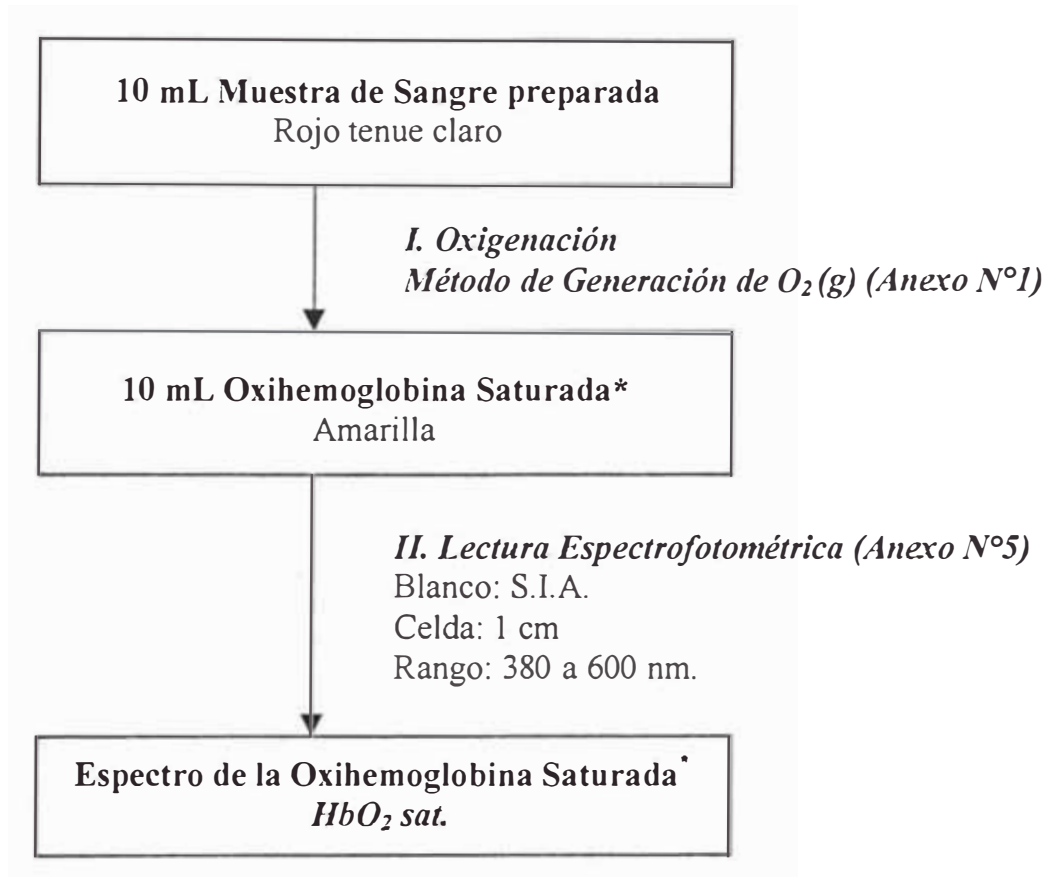 10 mL Muestra de Sangre preparada
Rojo tenue claro
I. Oxigenación
Método de Generación de O₂ (g) (Anexo N°1)
10 mL Oxihemoglobina Saturada*
Amarilla
II. Lectura Espectrofotométrica (Anexo N°5)
Blanco: S.I.A.
Celda: 1 cm
Rango: 380 a 600 nm.
Espectro de la Oxihemoglobina Saturada*
HbO₂ sat.